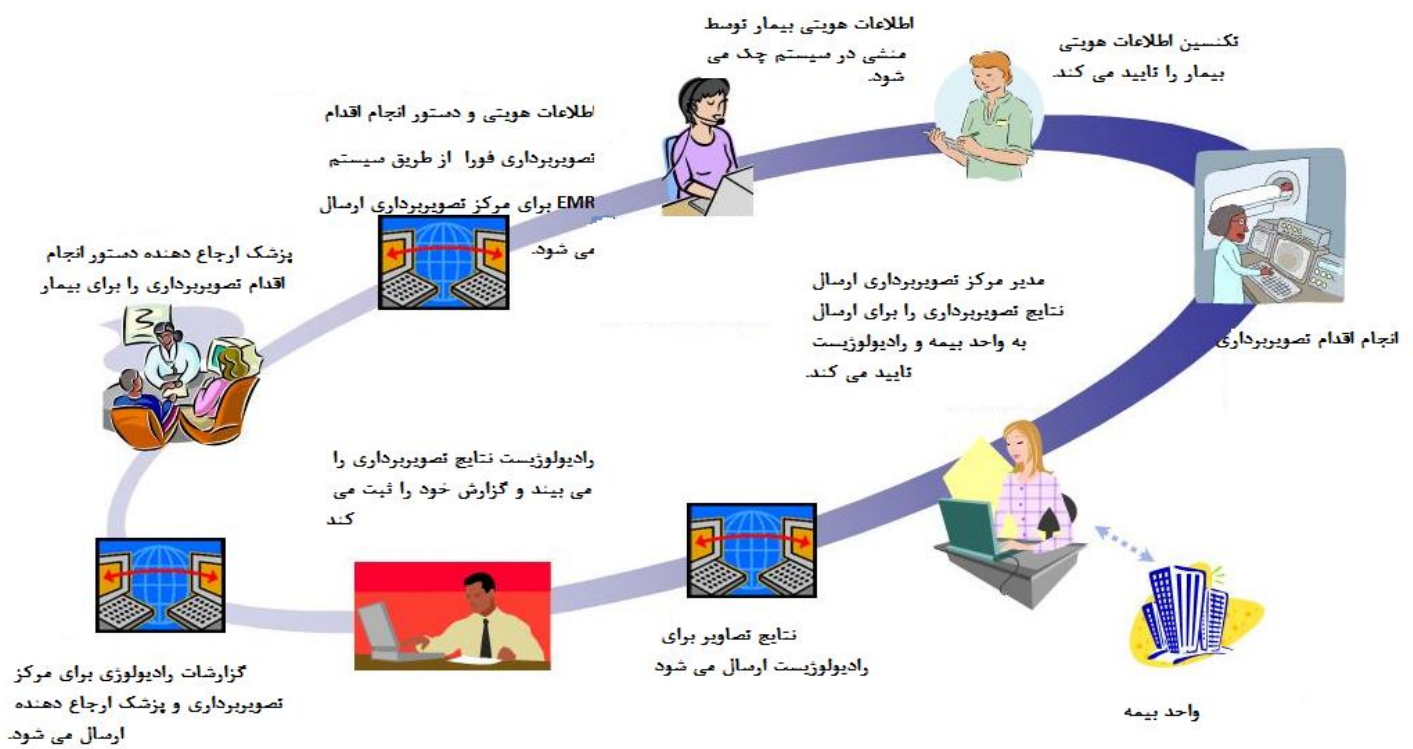 پزشک ارجاع دهنده دستور انجام
اقدام تصویربرداری را برای بیمار
اطلاعات هویتی و دستور انجام اقدام
تصویربرداری فورا از طریق سیستم
EMR برای مرکز تصویربرداری ارسال
می شود.
اطلاعات هویتی بیمار توسط
منشی در سیستم چک می
شود.
تکنسین اطلاعات هویتی
بیمار را تایید می کند.
انجام اقدام تصویربرداری
مدیر مرکز تصویربرداری ارسال
نتایج تصویربرداری را برای ارسال
به واحد بیمه و رادیولوژیست
تایید می کند.
واحد بیمه
نتایج تصاویر برای
رادیولوژیست ارسال می شود
رادیولوژیست نتایج تصویربرداری را
می بیند و گزارش خود را ثبت می
کند
گزارشات رادیولوژی برای مرکز
تصویربرداری و پزشک ارجاع دهنده
ارسال می شود.